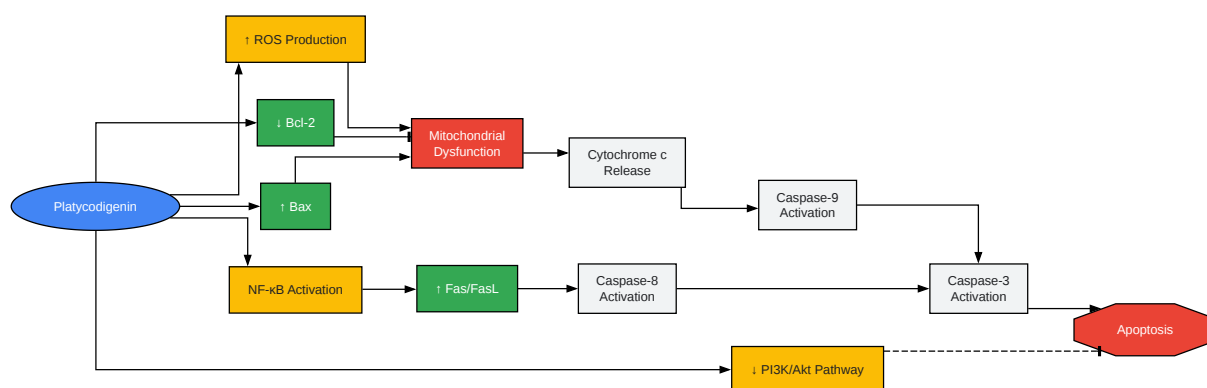 ↑ ROS Production
↓ Bcl-2
Mitochondrial
Dysfunction
Cytochrome c
Release
Platycodigenin
↑ Bax
Caspase-9
Activation
NF-κB Activation
↑ Fas/FasL
Caspase-8
Activation
Caspase-3
Activation
Apoptosis
↓ PI3K/Akt Pathway